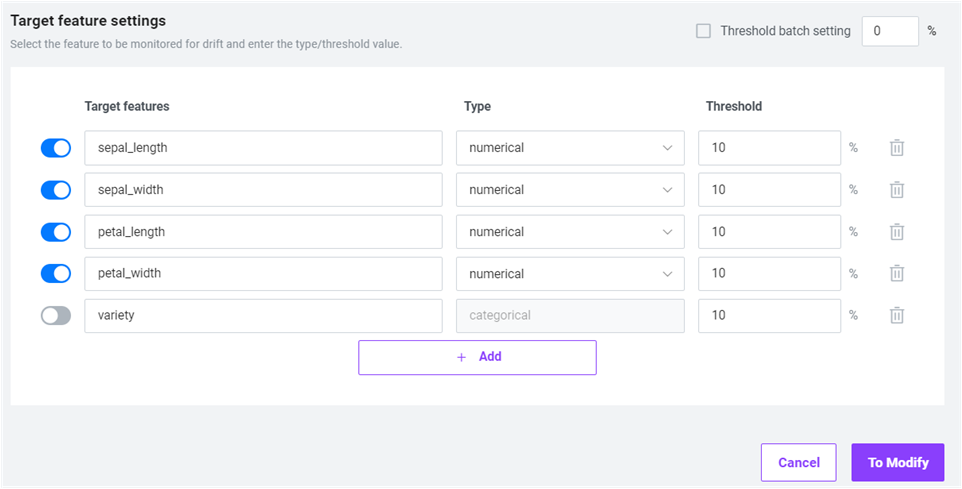 Target feature settings
Select the feature to be monitored for drift and enter the type/threshold value.
Threshold batch setting 0 %
Target features Type Threshold
sepal_length numerical 10 %
sepal_width numerical 10 %
petal_length numerical 10 %
petal_width numerical 10 %
variety categorical 10 %
+ Add
Cancel To Modify